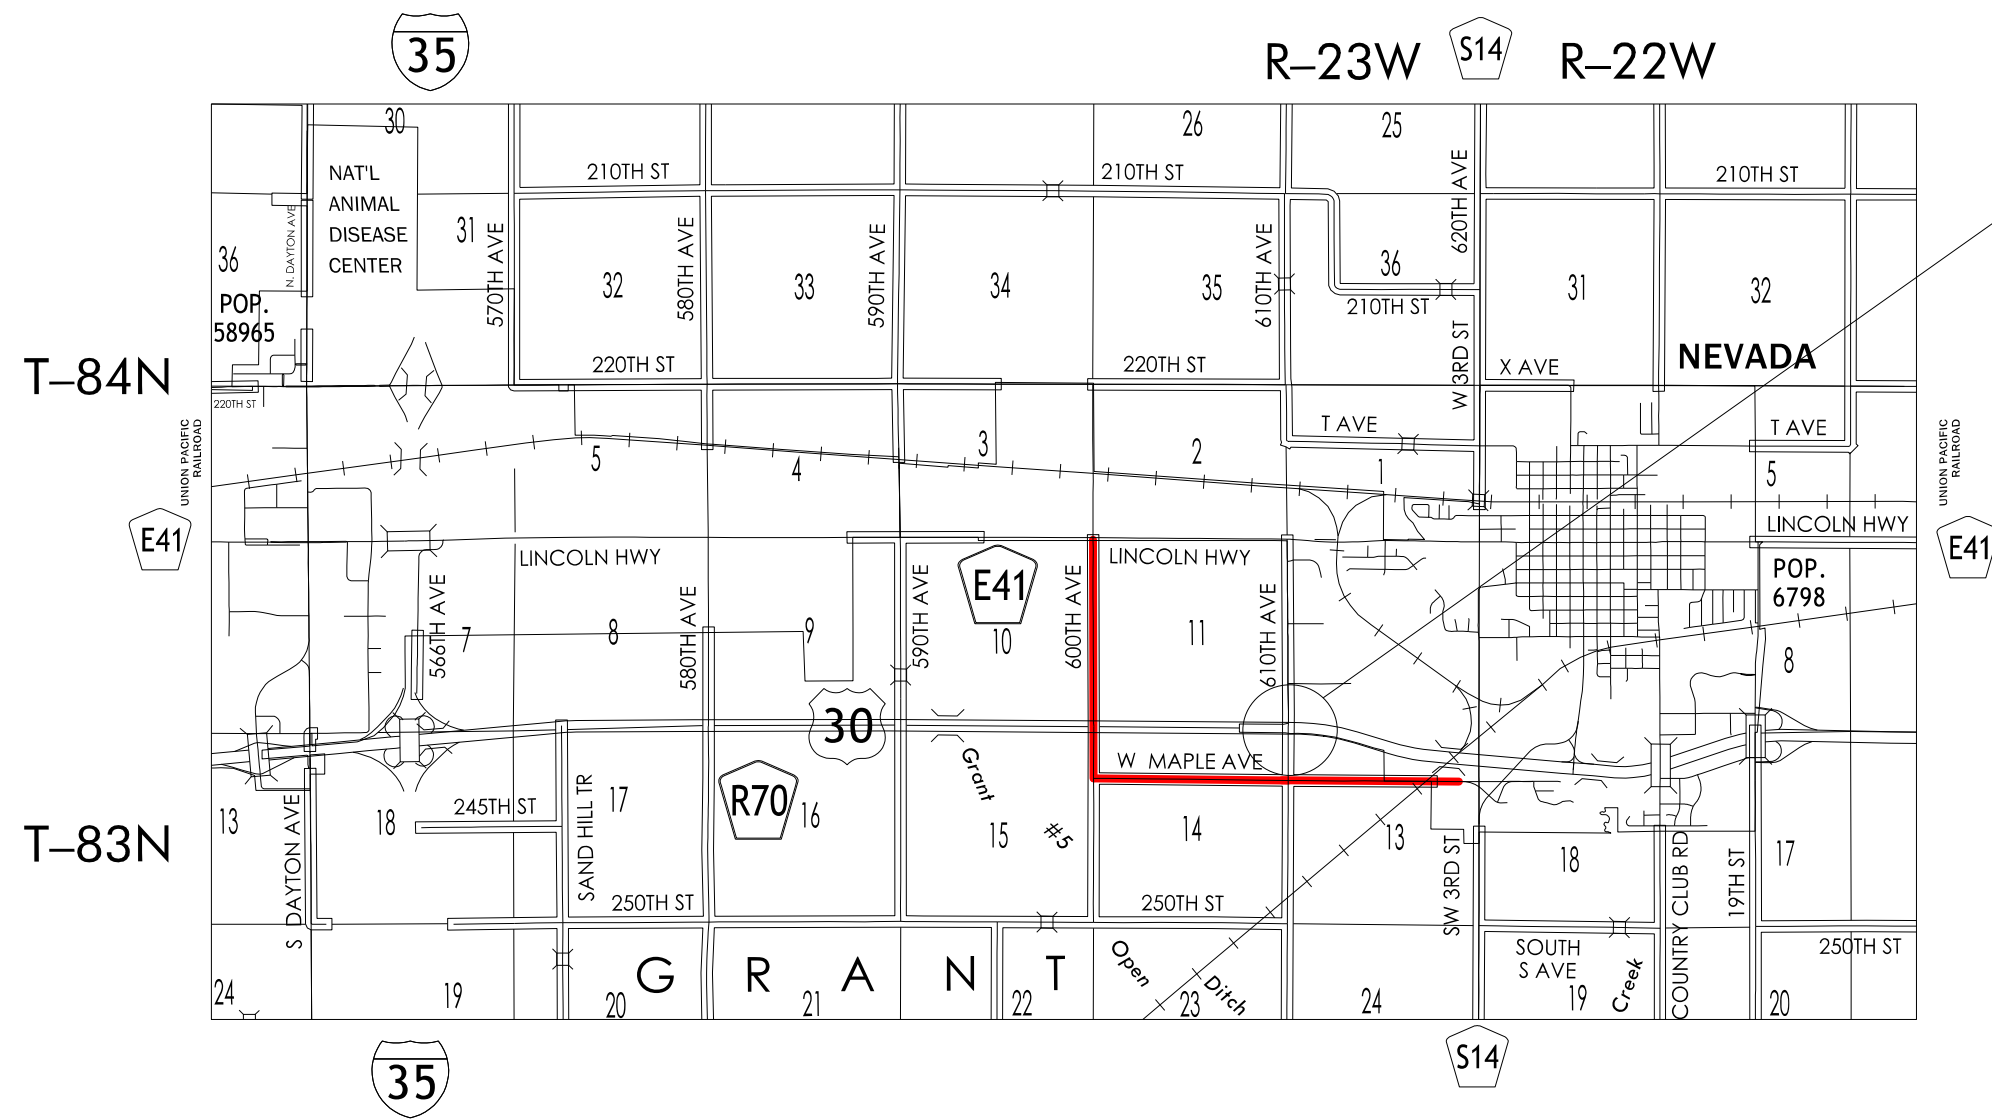 35
R–23W
S14
R–22W
30
26
25
NAT'L
ANIMAL
DISEASE
CENTER
210TH ST
210TH ST
210TH ST
620TH AVE
N. DAYTON AVE
36
31
570TH AVE
580TH AVE
590TH AVE
610TH AVE
32
33
34
35
36
31
32
POP.
58965
210TH ST
T–84N
220TH ST
220TH ST
W 3RD ST
X AVE
NEVADA
220TH ST
T AVE
T AVE
UNION PACIFIC
RAILROAD
5
4
3
2
1
5
UNION PACIFIC
RAILROAD
E41
LINCOLN HWY
E41
LINCOLN HWY
LINCOLN HWY
E41
POP.
6798
566TH AVE
580TH AVE
590TH AVE
600TH AVE
610TH AVE
7
8
9
10
11
8
30
W MAPLE AVE
Grant
#5
R70
T–83N
13
S DAYTON AVE
18
245TH ST
SAND HILL TR
17
16
15
14
13
SW 3RD ST
18
COUNTRY CLUB RD
19TH ST
17
250TH ST
250TH ST
250TH ST
SOUTH
S AVE
GRANT
Open
Ditch
Creek
24
19
20
21
22
23
24
19
20
35
S14